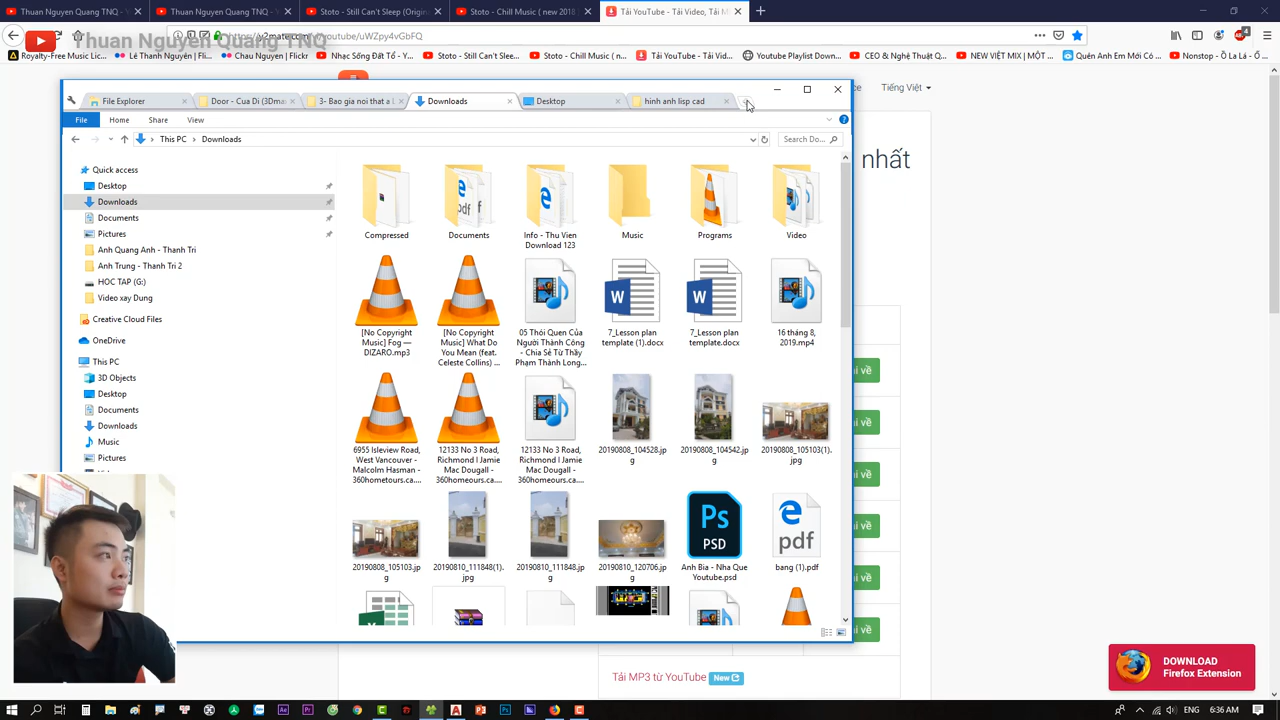 Thuan Nguyen Quang TNQ -
Thuan Nguyen Quang TNQ -
Stoto - Still Can't Sleep (Origin
Stoto - Chill Music ( new 2018
Tải YouTube - Tải Video, Tải M
Thuan Nguyen Quang TNQ
y2mate.com/
youtube/uWZpy4vGbFQ
Royalty-Free Music Lic...
Lê Thanh Nguyên | Fli...
Chau Nguyen | Flickr
Nhạc Sống Đất Tổ - Y...
Stoto - Still Can't Slee...
Stoto - Chill Music ( n...
Tải YouTube - Tải Vid...
Youtube Playlist Down...
CEO & Nghệ Thuật Q...
NEW VIỆT MIX | MỘT ...
Quên Anh Em Mới Có ...
Nonstop - Ò La Lá - Ổ ...
ce
Tiếng Việt
nhất
File Explorer
Door - Cua Di (3Dma
3- Bao gia noi that a L
Downloads
Desktop
hinh anh lisp cad
File
Home
Share
View
This PC
Downloads
Search Do...
Quick access
Desktop
Downloads
Documents
Pictures
Anh Quang Anh - Thanh Tri
Anh Trung - Thanh Tri 2
HOC TAP (G:)
Video xay Dung
Creative Cloud Files
OneDrive
This PC
3D Objects
Desktop
Documents
Downloads
Music
Pictures
Compressed
Documents
Info - Thu Vien Download 123
Music
Programs
Video
[No Copyright Music] Fog — DIZARO.mp3
[No Copyright Music] What Do You Mean (feat. Celeste Collins) ...
05 Thói Quen Của Người Thành Công - Chia Sẻ Từ Thầy Phạm Thành Long...
7_Lesson plan template (1).docx
7_Lesson plan template.docx
16 tháng 8, 2019.mp4
6955 Isleview Road, West Vancouver - Malcolm Hasman - 360hometours.ca....
12133 No 3 Road, Richmond I Jamie Mac Dougall - 360homotours.ca....
12133 No 3 Road, Richmond I Jamie Mac Dougall - 360hometours.ca....
20190808_104528.jpg
20190808_104542.jpg
20190808_105103(1).jpg
20190808_105103.jpg
20190810_111848(1).jpg
20190810_111848.jpg
20190810_120706.jpg
Ps
PSD
Anh Bia - Nha Que Youtube.psd
pdf
bang (1).pdf
ải về
ải về
ải về
ải về
ải về
ải về
Tải MP3 từ YouTube
New
DOWNLOAD
Firefox Extension
ENG
6:36 AM